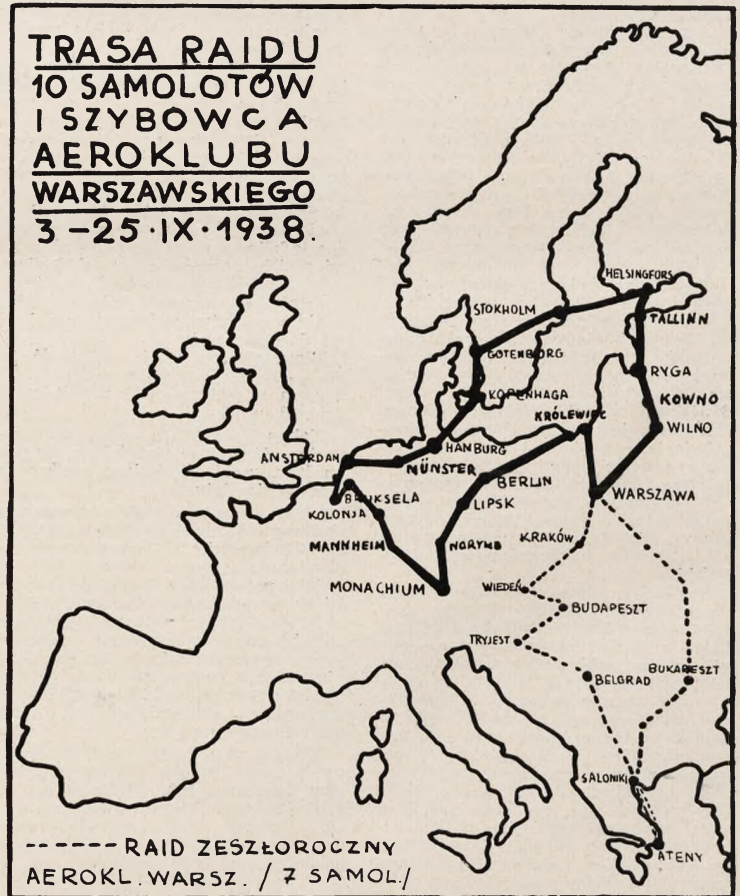 TRASA RAIDU
10 SAMOLOTÓW
I SZYBOWCA
AEROKLUBU
WARSZAWSKIEGO
3-25·IX·1938.
HELSINGFORS
STOKHOLM
TALLINN
GOTENBORG
RYGA
KOPENHAGA
KOWNO
KRÓLEWIEC
WILNO
HANBURG
AMSTERDAM
MÜNSTER
BERLIN
WARSZAWA
BRUKSELA
LIPSK
KOLONJA
KRAKÓW
MANNHEIM
NORYMB
MONACHIUM
WIEDEŃ
BUDAPESZT
TRYJEST
BUKARESZT
BELGRAD
SALONIKI
------ RAID ZESZŁOROCZNY
ATENY
AEROKL. WARSZ. / 7 SAMOL./